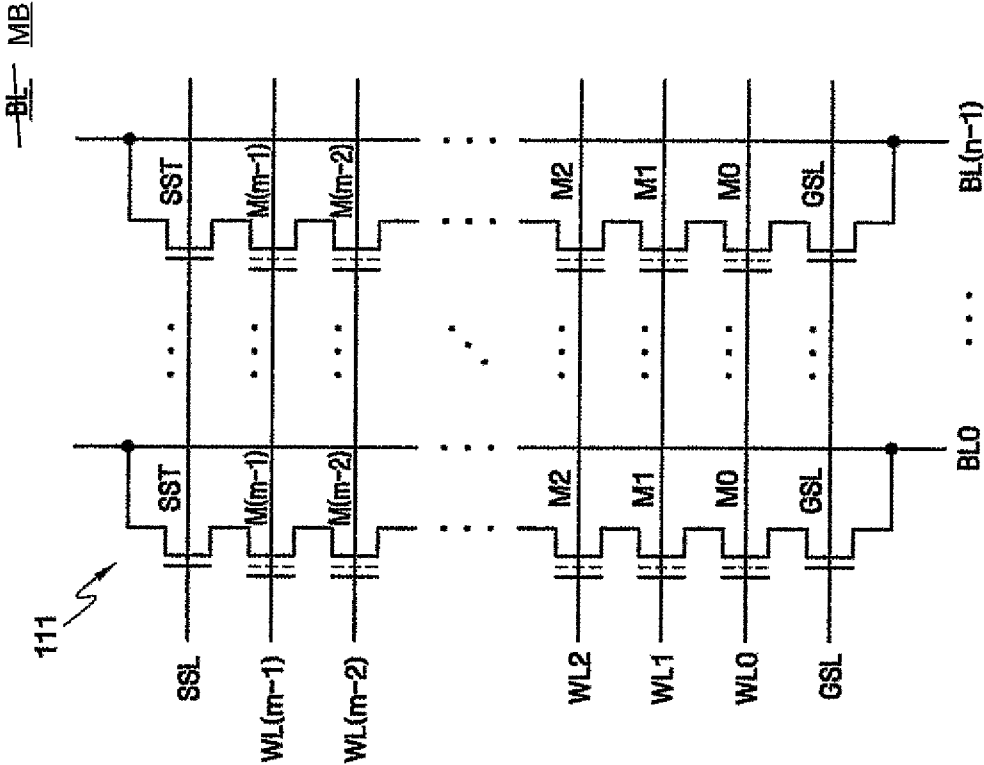 BL MB
111
SSL SST SST
WL(m-1) M(m-1) M(m-1)
WL(m-2) M(m-2) M(m-2)
WL2 M2 M2
WL1 M1 M1
WL0 M0 M0
GSL GSL GSL
BL0 BL(n-1)